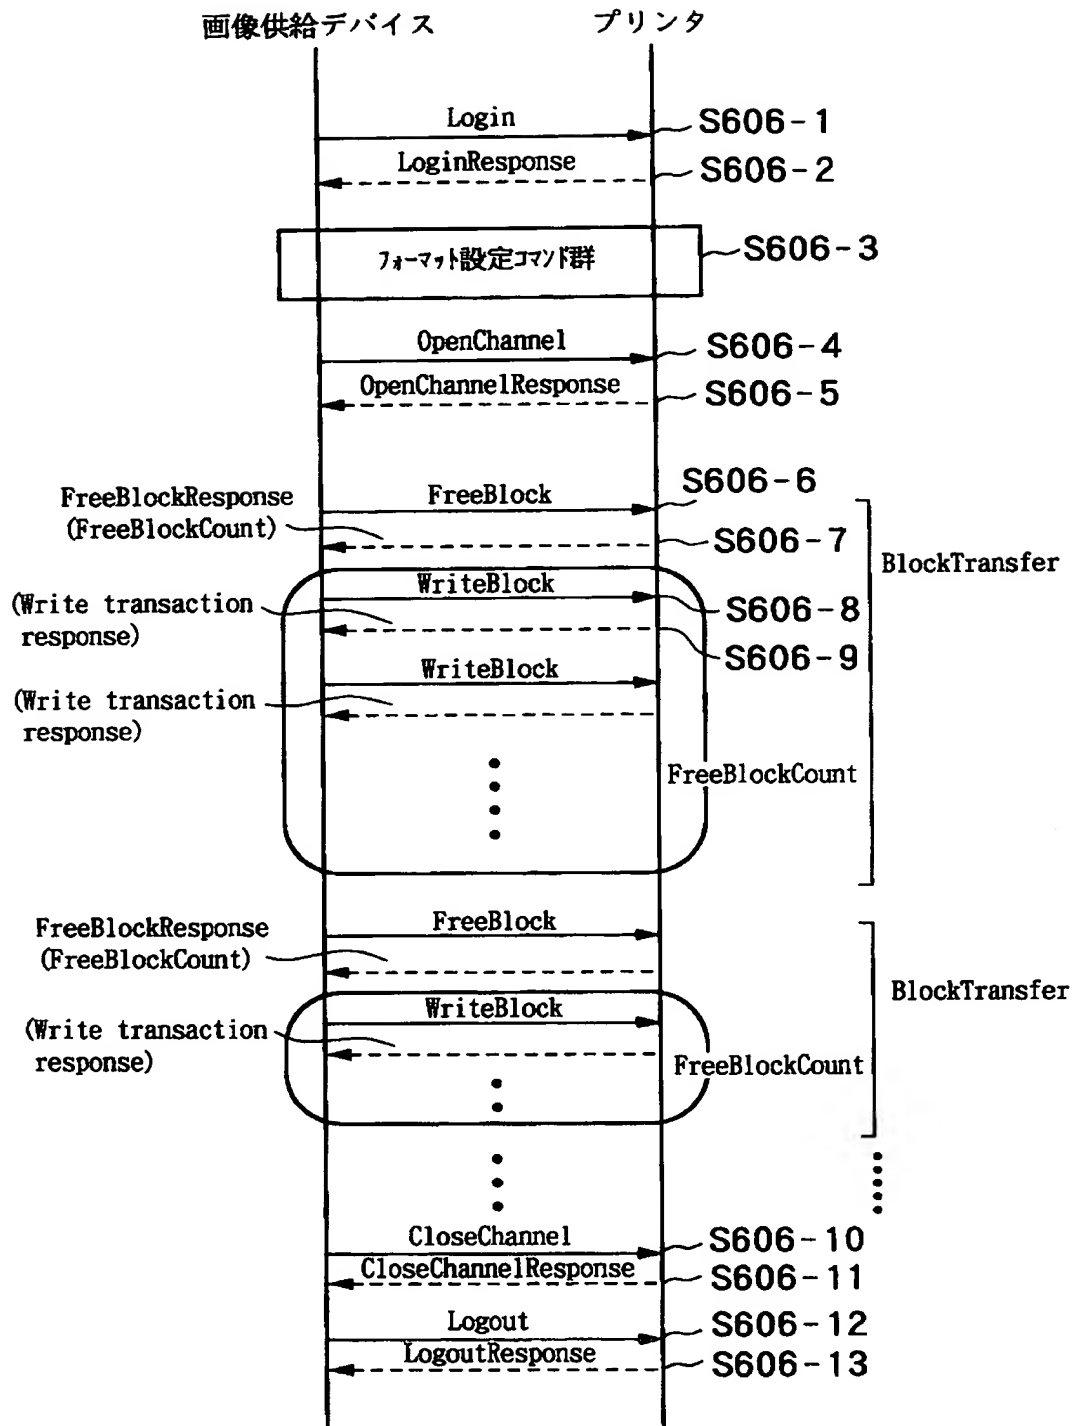 画像供給デバイス
プリンタ
Login
S606-1
LoginResponse
S606-2
フォーマット設定コマンド群
S606-3
OpenChannel
S606-4
OpenChannelResponse
S606-5
FreeBlockResponse
(FreeBlockCount)
FreeBlock
S606-6
S606-7
BlockTransfer
WriteBlock
S606-8
(Write transaction
response)
S606-9
WriteBlock
(Write transaction
response)
FreeBlockCount
FreeBlockResponse
(FreeBlockCount)
FreeBlock
BlockTransfer
WriteBlock
(Write transaction
response)
FreeBlockCount
CloseChannel
S606-10
CloseChannelResponse
S606-11
Logout
S606-12
LogoutResponse
S606-13